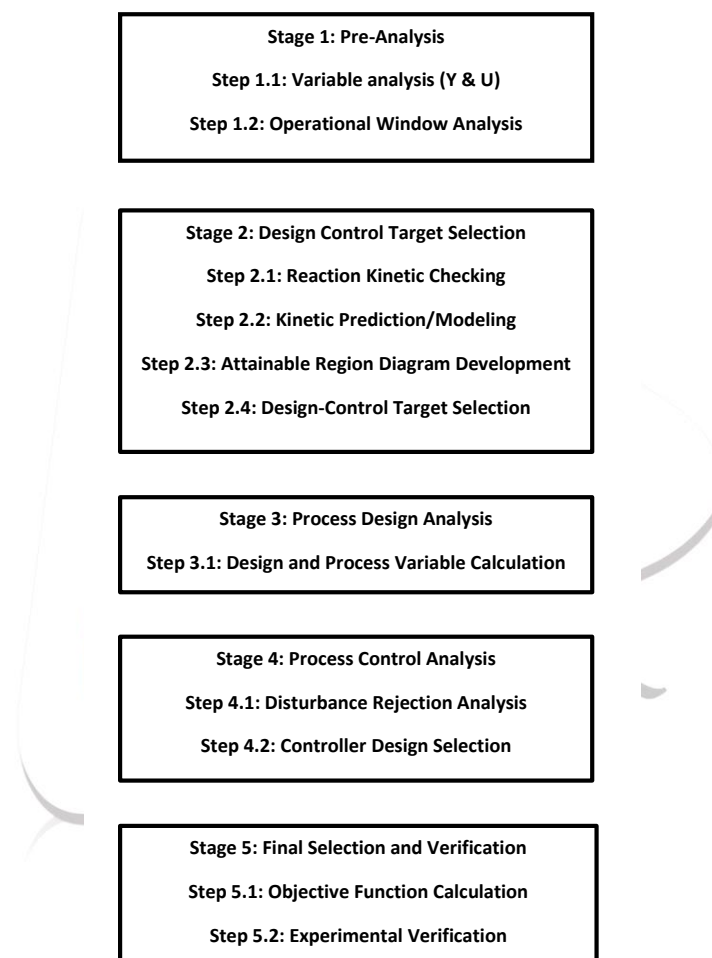 Stage 1: Pre-Analysis
Step 1.1: Variable analysis (Y & U)
Step 1.2: Operational Window Analysis
Stage 2: Design Control Target Selection
Step 2.1: Reaction Kinetic Checking
Step 2.2: Kinetic Prediction/Modeling
Step 2.3: Attainable Region Diagram Development
Step 2.4: Design-Control Target Selection
Stage 3: Process Design Analysis
Step 3.1: Design and Process Variable Calculation
Stage 4: Process Control Analysis
Step 4.1: Disturbance Rejection Analysis
Step 4.2: Controller Design Selection
Stage 5: Final Selection and Verification
Step 5.1: Objective Function Calculation
Step 5.2: Experimental Verification